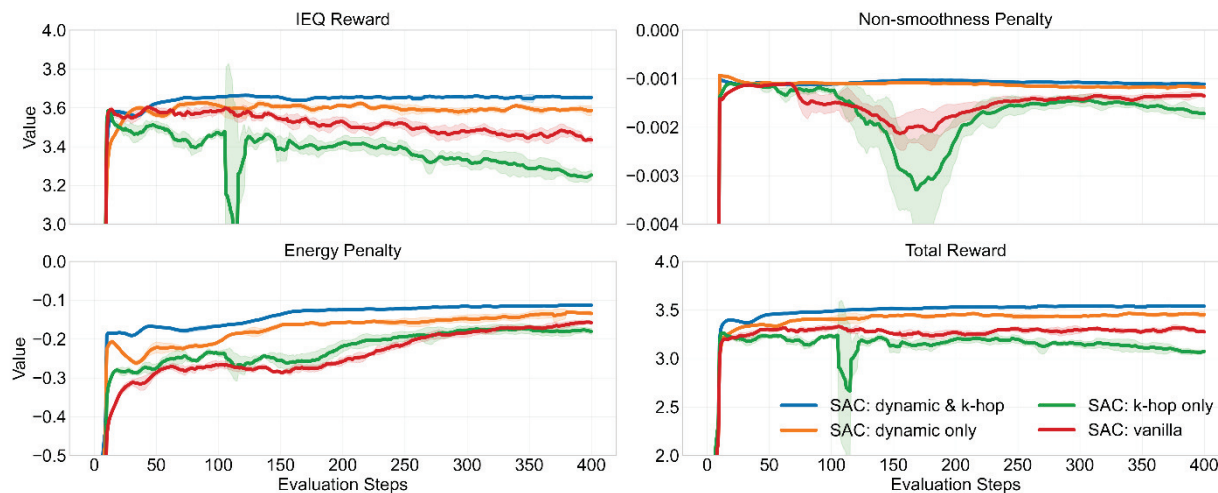 IEQ Reward
Value
4.0
3.8
3.6
3.4
3.2
3.0
Non-smoothness Penalty
0.000
−0.001
−0.002
−0.003
−0.004
Energy Penalty
Value
0.0
−0.1
−0.2
−0.3
−0.4
−0.5
0 50 100 150 200 250 300 350 400
Evaluation Steps
Total Reward
4.0
3.5
3.0
2.5
2.0
SAC: dynamic & k-hop
SAC: dynamic only
SAC: k-hop only
SAC: vanilla
0 50 100 150 200 250 300 350 400
Evaluation Steps